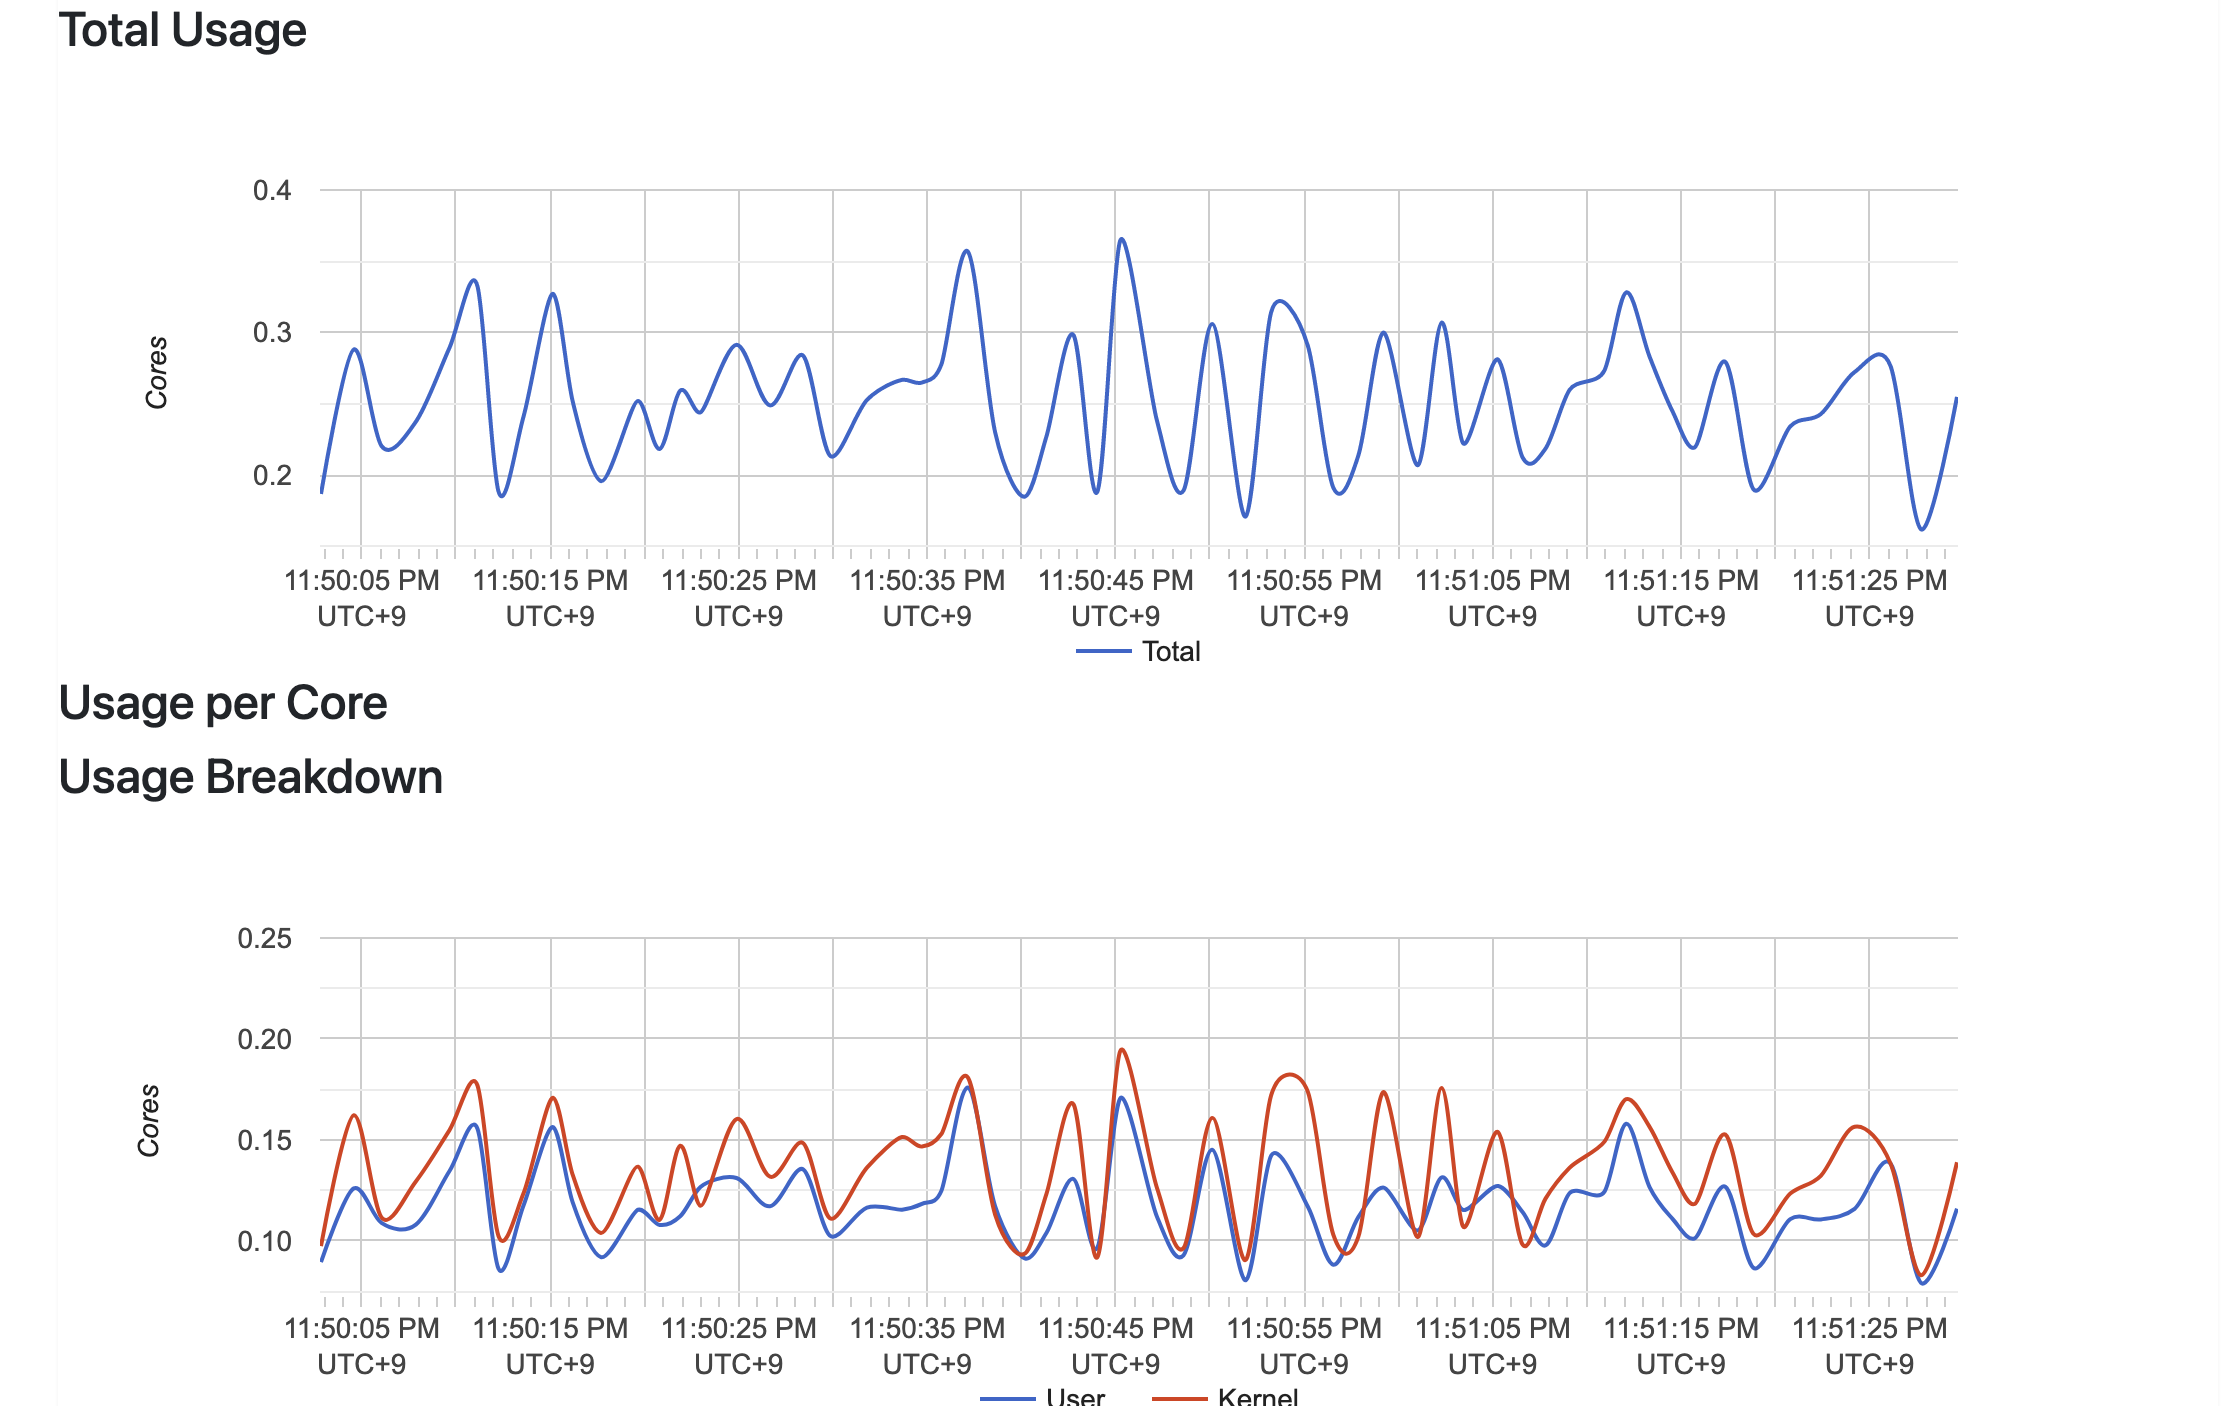 Total Usage
0.4
0.3
0.2
Cores
11:50:05 PM 11:50:15 PM 11:50:25 PM 11:50:35 PM 11:50:45 PM 11:50:55 PM 11:51:05 PM 11:51:15 PM 11:51:25 PM
UTC+9 UTC+9 UTC+9 UTC+9 UTC+9 UTC+9 UTC+9 UTC+9 UTC+9
Total
Usage per Core
Usage Breakdown
0.25
0.20
0.15
0.10
Cores
11:50:05 PM 11:50:15 PM 11:50:25 PM 11:50:35 PM 11:50:45 PM 11:50:55 PM 11:51:05 PM 11:51:15 PM 11:51:25 PM
UTC+9 UTC+9 UTC+9 UTC+9 UTC+9 UTC+9 UTC+9 UTC+9 UTC+9
User Kernel